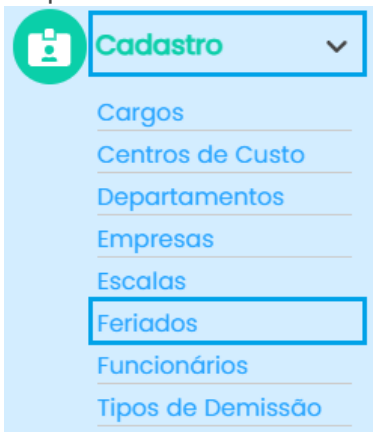 Cadastro
Cargos
Centros de Custo
Departamentos
Empresas
Escalas
Feriados
Funcionários
Tipos de Demissão